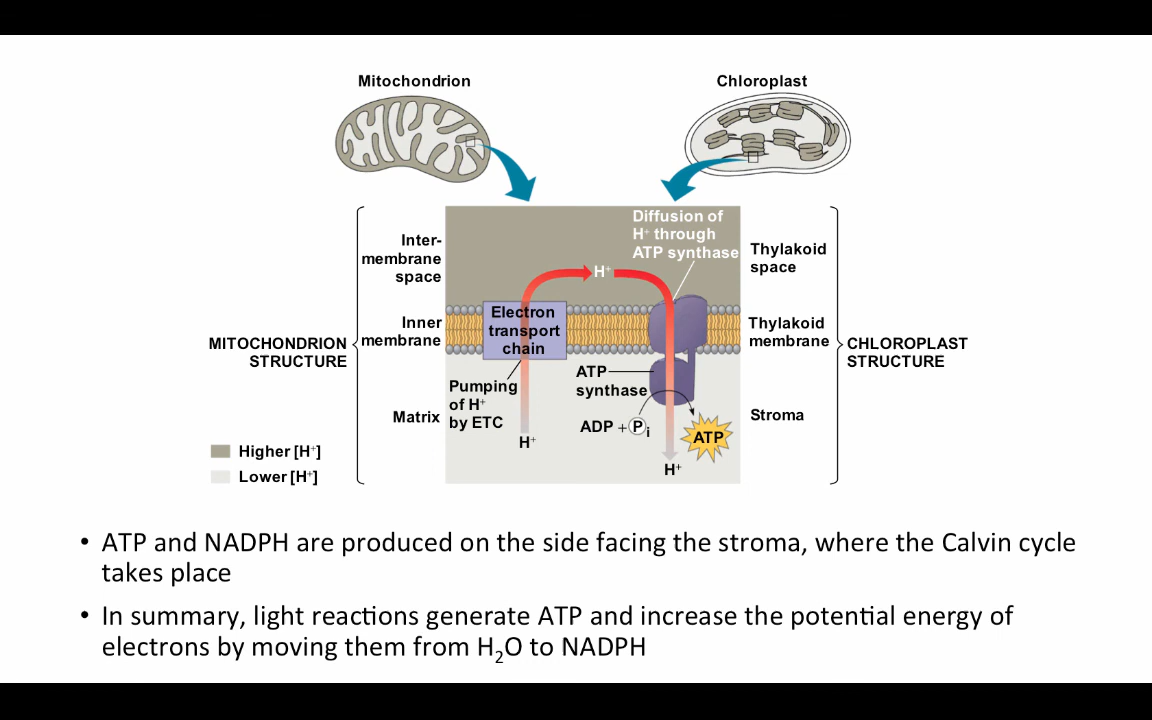 Mitochondrion
Chloroplast
Diffusion of
H⁺ through
ATP synthase
Inter-
membrane
space
H⁺
Thylakoid
space
Electron
transport
chain
Inner
membrane
Thylakoid
membrane
MITOCHONDRION
STRUCTURE
CHLOROPLAST
STRUCTURE
Pumping
of H⁺
by ETC
ATP
synthase
Matrix
Stroma
ADP + Pi
ATP
H⁺
H⁺
Higher [H⁺]
Lower [H⁺]
• ATP and NADPH are produced on the side facing the stroma, where the Calvin cycle
takes place
• In summary, light reactions generate ATP and increase the potential energy of
electrons by moving them from H₂O to NADPH